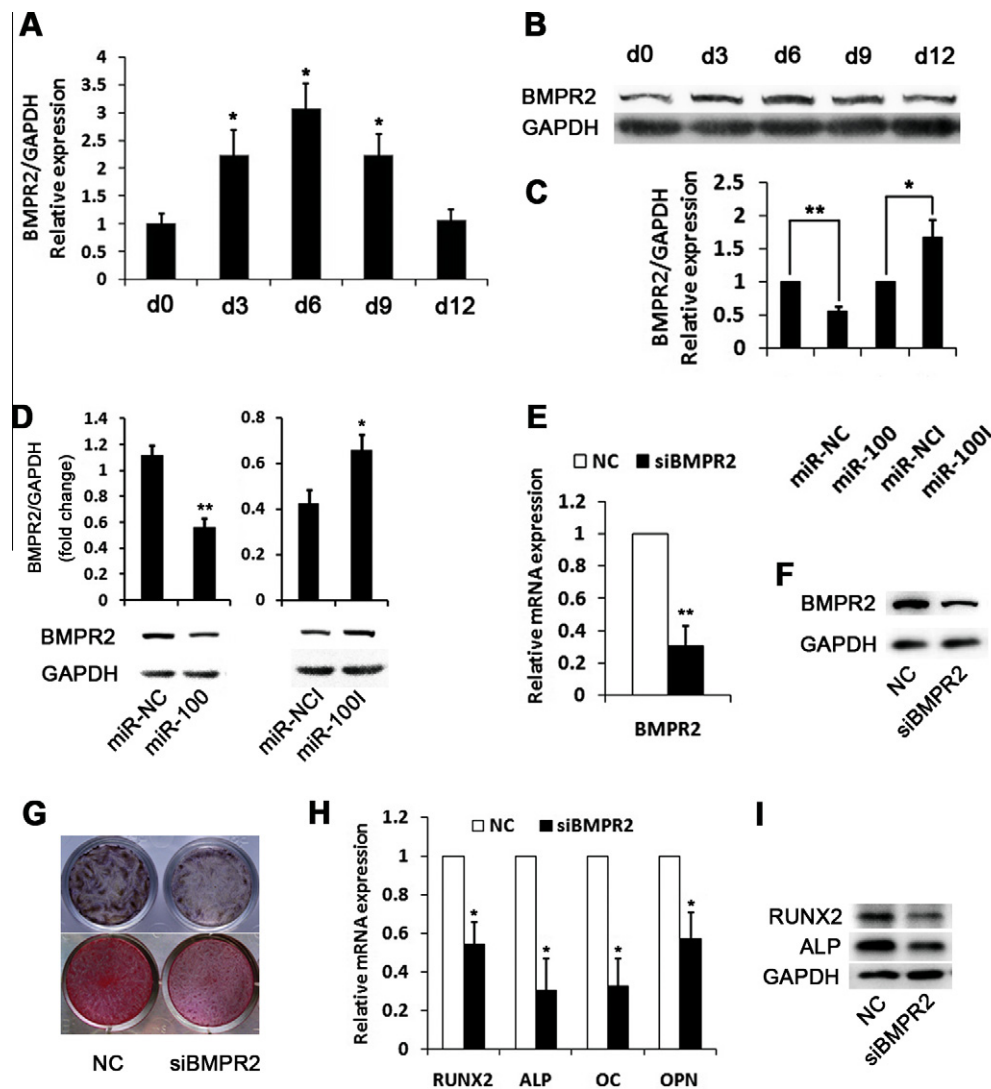 A
BMPR2/GAPDH
Relative expression
4
3.5
3
2.5
2
1.5
1
0.5
0
*
*
*
d0 d3 d6 d9 d12
B
d0 d3 d6 d9 d12
BMPR2
GAPDH
C
BMPR2/GAPDH
Relative expression
2.5
2
1.5
1
0.5
0
**
*
miR-NC miR-100 miR-NCI miR-100I
D
BMPR2/GAPDH
(fold change)
1.4
1.2
1
0.8
0.6
0.4
0.2
0
**
0.8
0.6
0.4
0.2
0
*
BMPR2
GAPDH
miR-NC miR-100 miR-NCI miR-100I
E
NC siBMPR2
Relative mRNA expression
1.2
1
0.8
0.6
0.4
0.2
0
**
BMPR2
F
BMPR2
GAPDH
NC siBMPR2
G
NC siBMPR2
H
NC siBMPR2
Relative mRNA expression
1.2
1
0.8
0.6
0.4
0.2
0
* * * *
RUNX2 ALP OC OPN
I
RUNX2
ALP
GAPDH
NC siBMPR2